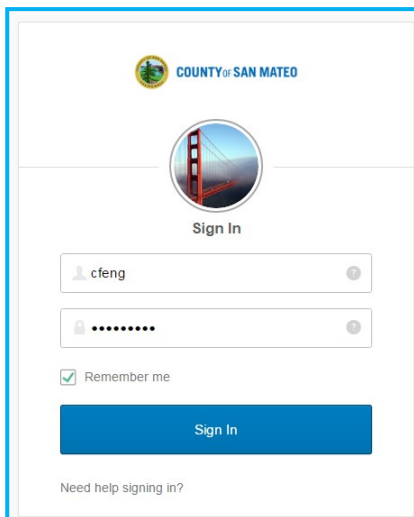 COUNTY OF SAN MATEO
Sign In
cfeng
•••••••••
Remember me
Sign In
Need help signing in?